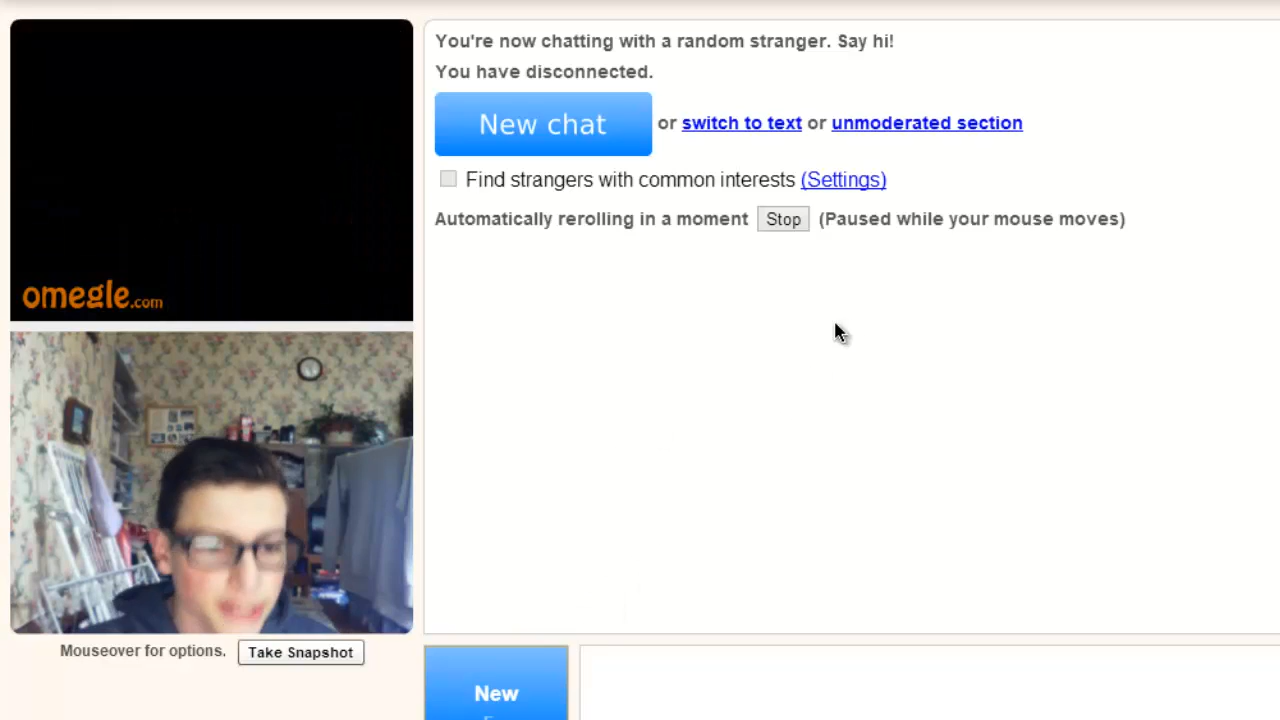 You're now chatting with a random stranger. Say hi!
You have disconnected.
New chat or switch to text or unmoderated section
Find strangers with common interests (Settings)
Automatically rerolling in a moment Stop (Paused while your mouse moves)
omegle.com
Mouseover for options. Take Snapshot
New